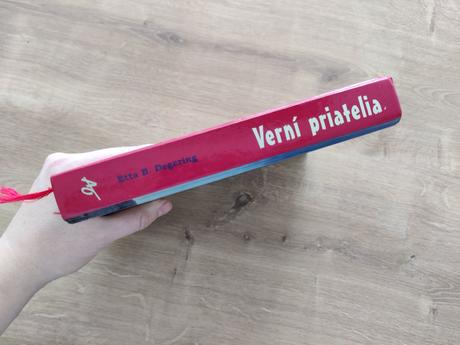 Etta B. Degering
Verní priatelia